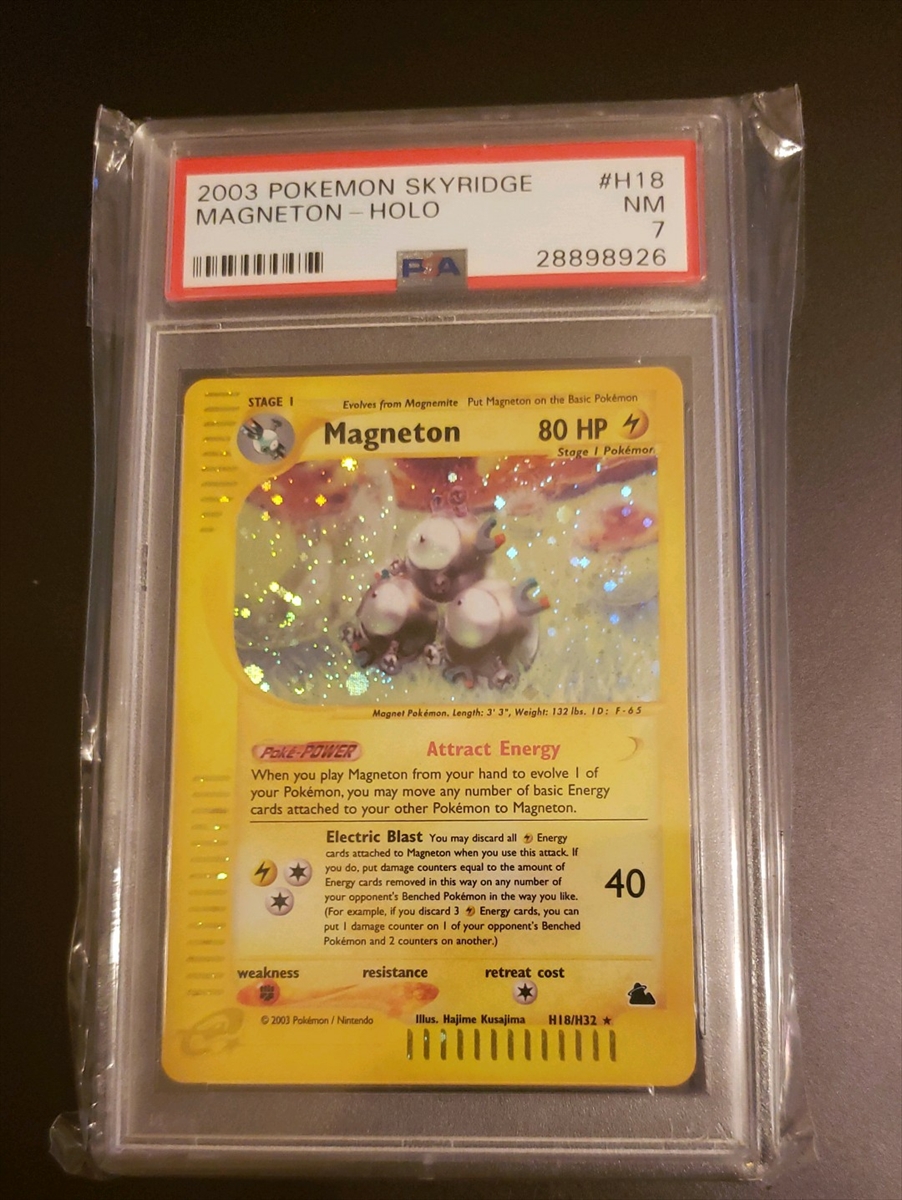 2003 POKEMON SKYRIDGE #H18
MAGNETON - HOLO NM
7
PSA 28898926
STAGE 1 Evolves from Magnemite Put Magneton on the Basic Pokémon
Magneton 80 HP
Stage 1 Pokémon
Magnet Pokémon. Length: 3' 3", Weight: 132 lbs. ID: F-65
Poké-POWER Attract Energy
When you play Magneton from your hand to evolve 1 of
your Pokémon, you may move any number of basic Energy
cards attached to your other Pokémon to Magneton.
Electric Blast You may discard all Energy
cards attached to Magneton when you use this attack. If
you do, put damage counters equal to the amount of
Energy cards removed in this way on any number of
your opponent's Benched Pokémon in the way you like.
(For example, if you discard 3 Energy cards, you can
put 1 damage counter on 1 of your opponent's Benched
Pokémon and 2 counters on another.)
40
weakness resistance retreat cost
© 2003 Pokémon / Nintendo Illus. Hajime Kusajima H18/H32 ★
e